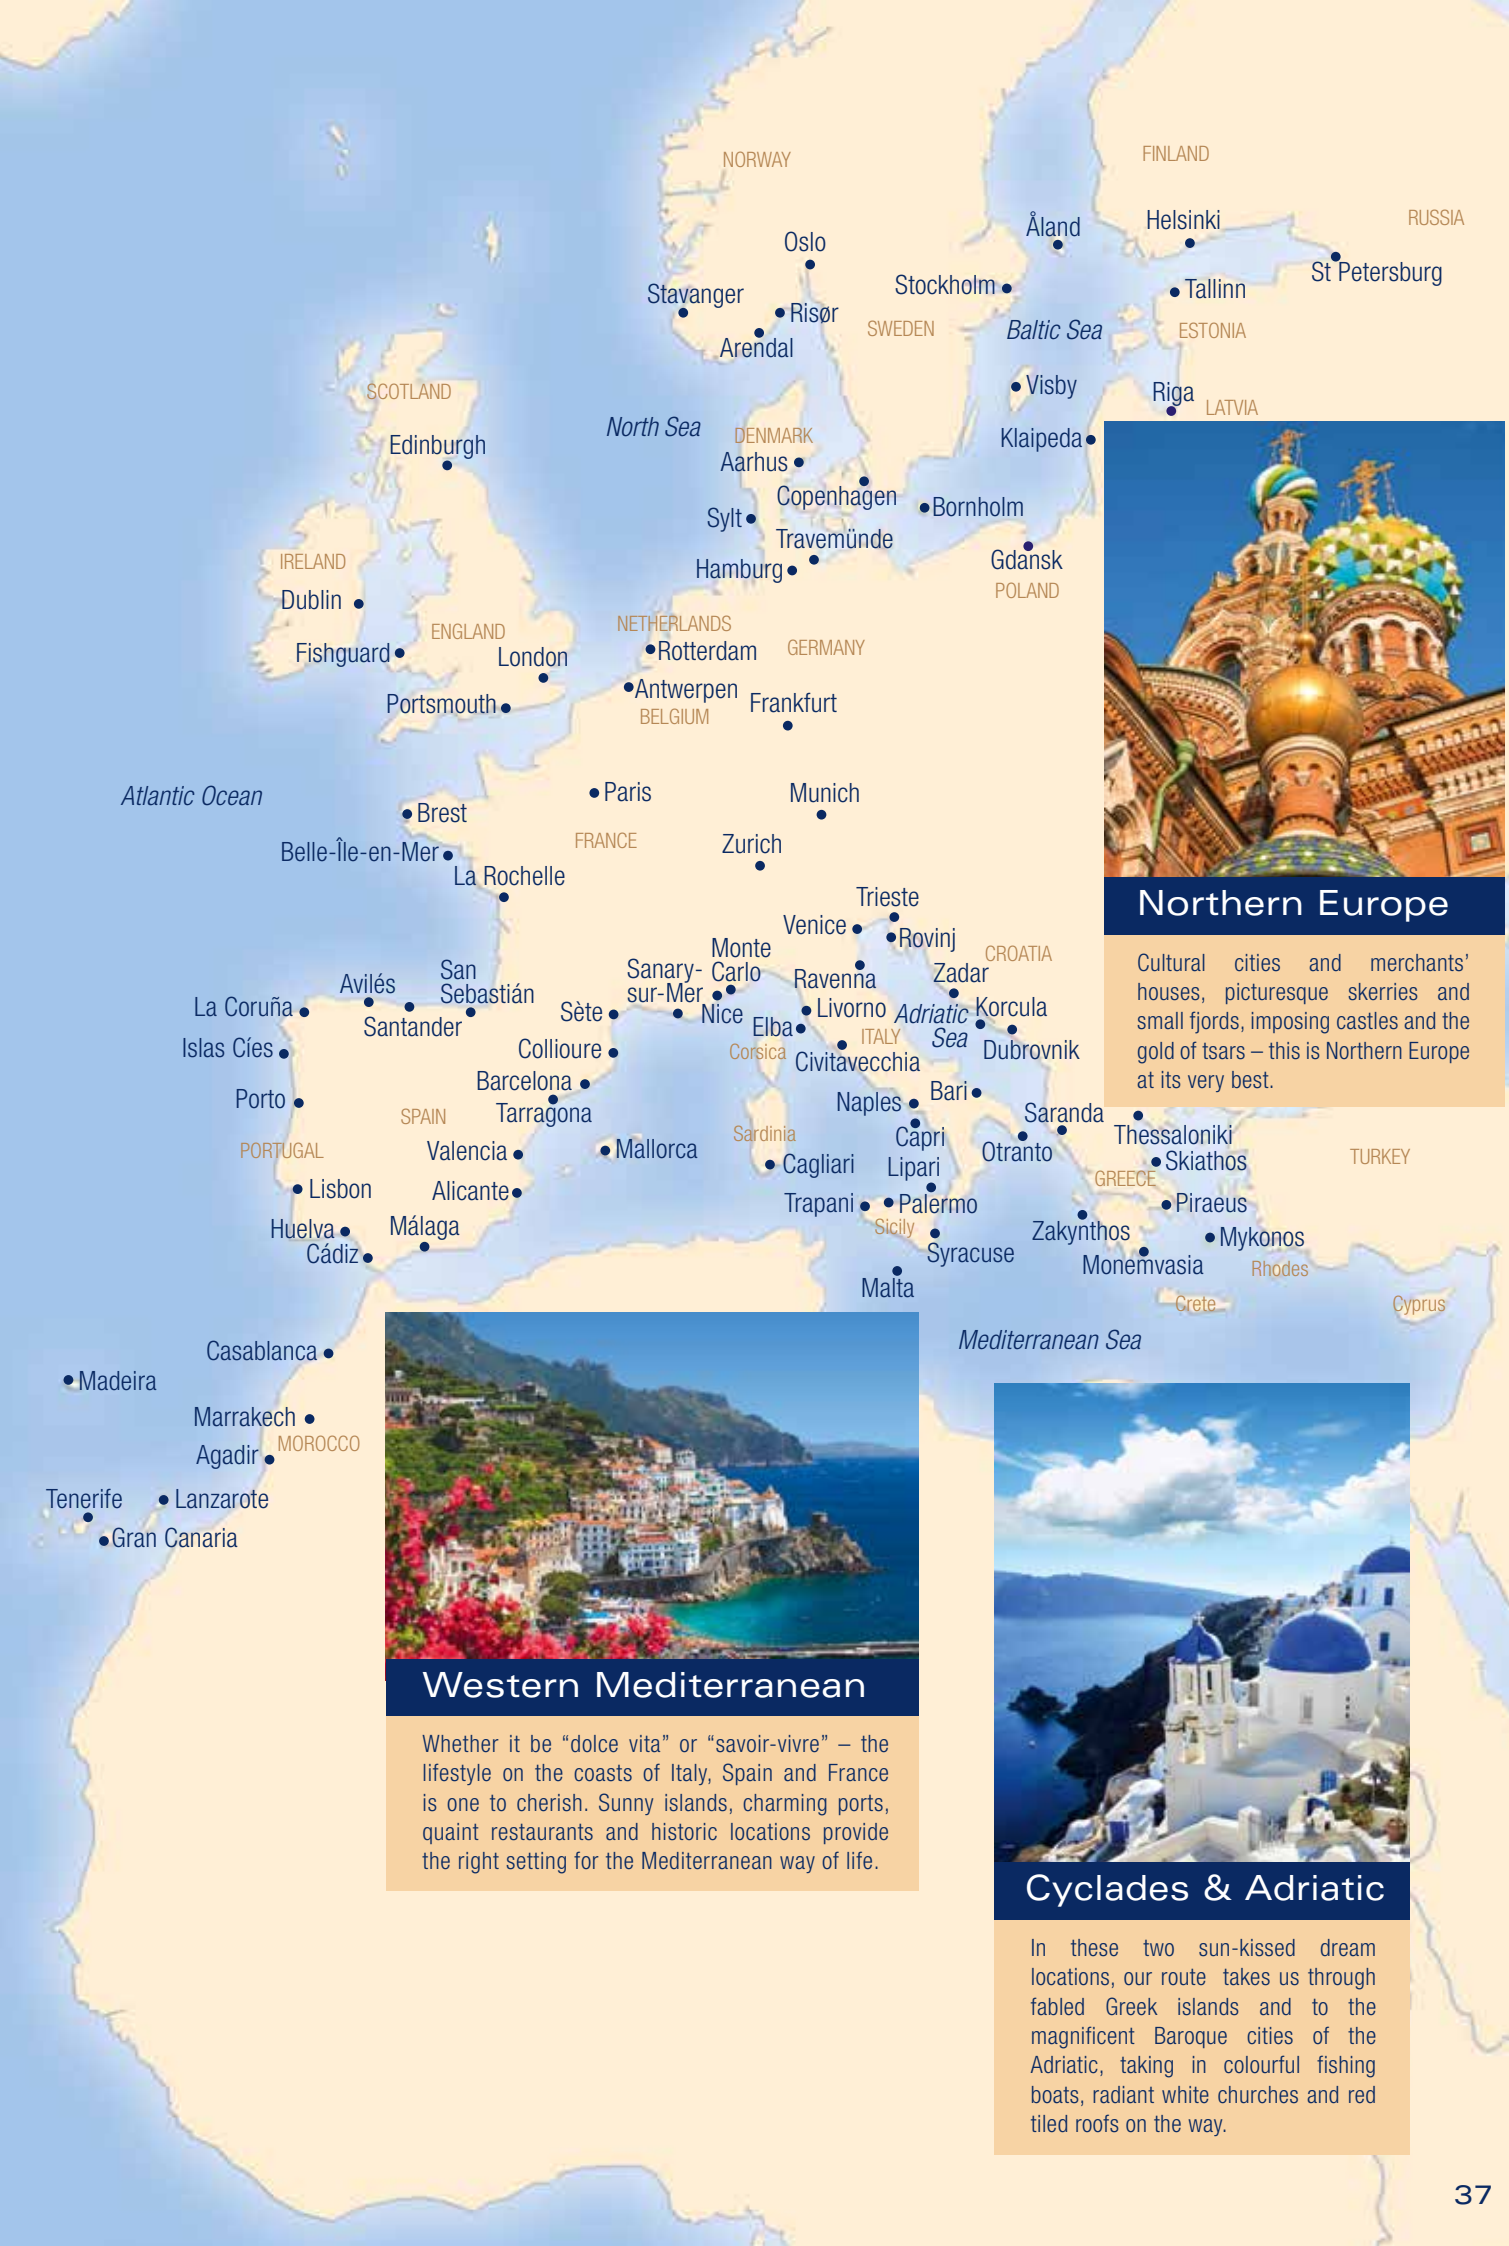 NORWAY
FINLAND
RUSSIA
Åland
Helsinki
Oslo
St Petersburg
Stockholm
Tallinn
Stavanger
Risør
SWEDEN
Baltic Sea
ESTONIA
Arendal
SCOTLAND
Visby
Riga
LATVIA
North Sea
DENMARK
Klaipeda
Edinburgh
Aarhus
Copenhagen
Bornholm
Sylt
Travemünde
Gdansk
IRELAND
Hamburg
POLAND
Dublin
ENGLAND
NETHERLANDS
Fishguard
London
Rotterdam
GERMANY
Antwerpen
Portsmouth
BELGIUM
Frankfurt
Atlantic Ocean
Paris
Munich
Brest
FRANCE
Zurich
Belle-Île-en-Mer
La Rochelle
Trieste
Venice
Rovinj
CROATIA
Monte
Carlo
Sanary-
sur-Mer
Nice
Ravenna
Zadar
San
Sebastián
Avilés
La Coruña
Santander
Sète
Livorno
Adriatic
Sea
Korcula
Elba
ITALY
Dubrovnik
Islas Cíes
Collioure
Corsica
Civitavecchia
Barcelona
Porto
Naples
Bari
SPAIN
Tarragona
Saranda
Capri
Sardinia
Thessaloniki
PORTUGAL
Valencia
Mallorca
Otranto
Skiathos
TURKEY
Cagliari
Lipari
GREECE
Lisbon
Alicante
Trapani
Palermo
Piraeus
Huelva
Málaga
Sicily
Zakynthos
Mykonos
Cádiz
Syracuse
Monemvasia
Rhodes
Malta
Crete
Cyprus
Mediterranean Sea
Casablanca
Madeira
Marrakech
MOROCCO
Agadir
Tenerife
Lanzarote
Gran Canaria
Northern Europe
Cultural cities and merchants’
houses, picturesque skerries and
small fjords, imposing castles and the
gold of tsars – this is Northern Europe
at its very best.
Western Mediterranean
Whether it be “dolce vita” or “savoir-vivre” – the
lifestyle on the coasts of Italy, Spain and France
is one to cherish. Sunny islands, charming ports,
quaint restaurants and historic locations provide
the right setting for the Mediterranean way of life.
Cyclades & Adriatic
In these two sun-kissed dream
locations, our route takes us through
fabled Greek islands and to the
magnificent Baroque cities of the
Adriatic, taking in colourful fishing
boats, radiant white churches and red
tiled roofs on the way.
37